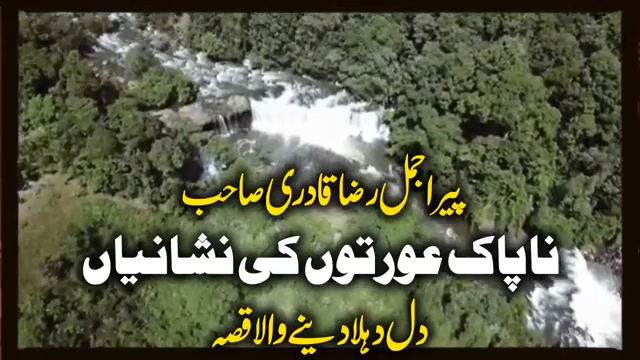 پیر اجمل رضا قادری صاحب
ناپاک عورتوں کی نشانیاں
دل دہلا دینے والا قصہ